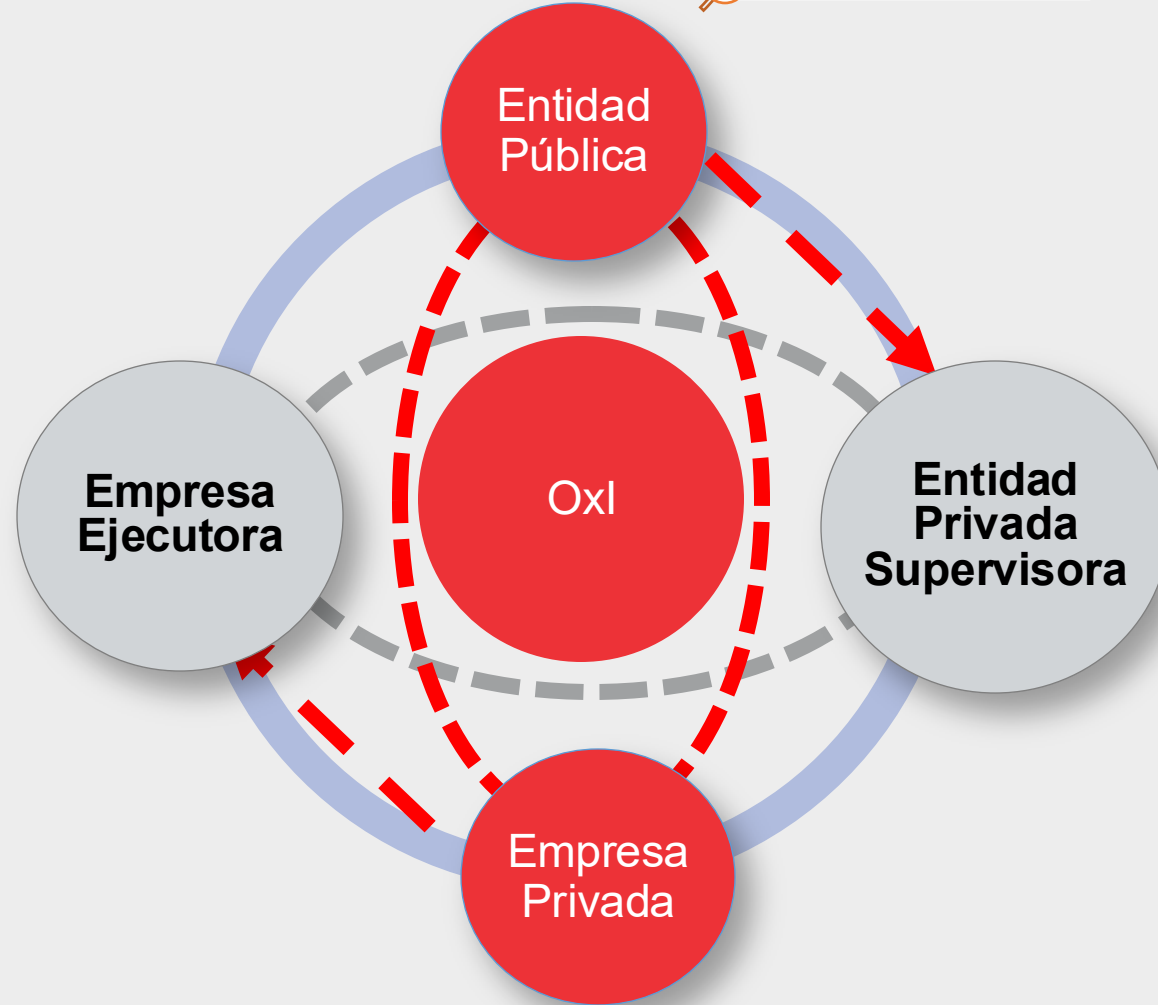 Entidad
Pública
Empresa
Ejecutora
OxI
Entidad
Privada
Supervisora
Empresa
Privada